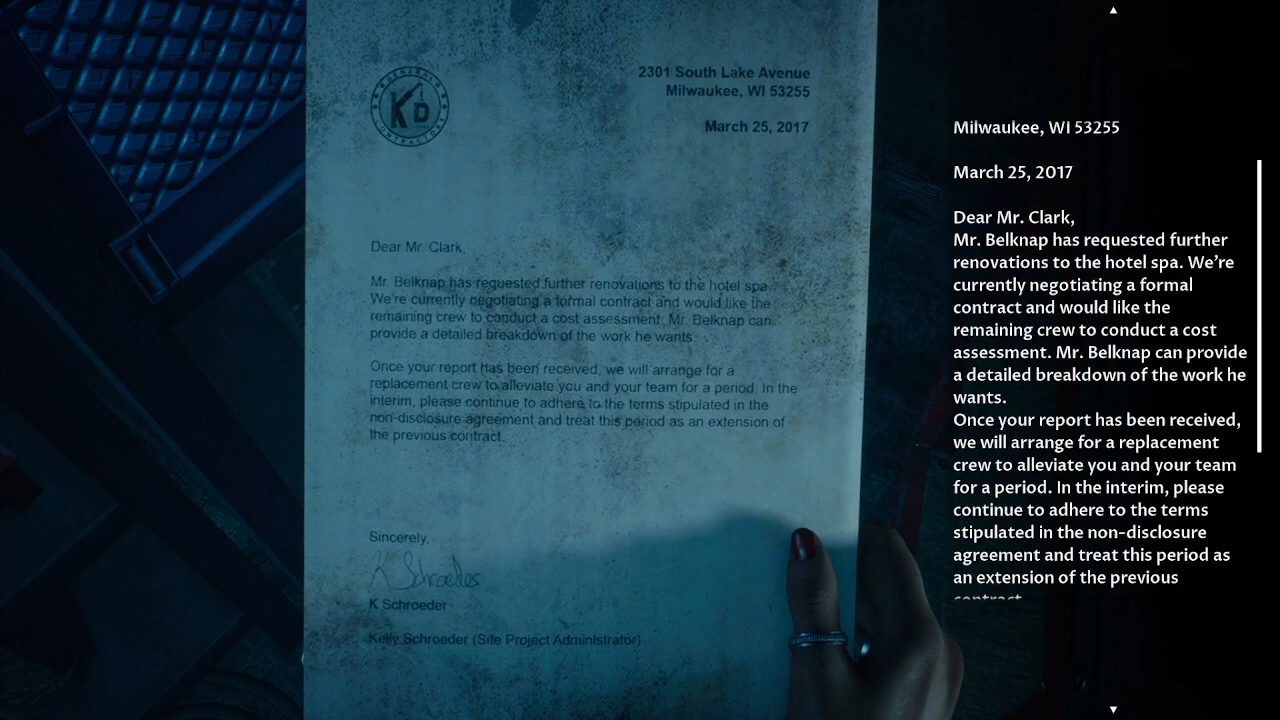 GENERAL
KD
CONTRACTORS
2301 South Lake Avenue
Milwaukee, WI 53255
March 25, 2017
Dear Mr. Clark,
Mr. Belknap has requested further renovations to the hotel spa.
We're currently negotiating a formal contract and would like the
remaining crew to conduct a cost assessment. Mr. Belknap can
provide a detailed breakdown of the work he wants.
Once your report has been received, we will arrange for a
replacement crew to alleviate you and your team for a period. In the
interim, please continue to adhere to the terms stipulated in the
non-disclosure agreement and treat this period as an extension of
the previous contract.
Sincerely,
K Schroeder
K Schroeder
Kelly Schroeder (Site Project Administrator)
Milwaukee, WI 53255
March 25, 2017
Dear Mr. Clark,
Mr. Belknap has requested further
renovations to the hotel spa. We're
currently negotiating a formal
contract and would like the
remaining crew to conduct a cost
assessment. Mr. Belknap can provide
a detailed breakdown of the work he
wants.
Once your report has been received,
we will arrange for a replacement
crew to alleviate you and your team
for a period. In the interim, please
continue to adhere to the terms
stipulated in the non-disclosure
agreement and treat this period as
an extension of the previous
contract.